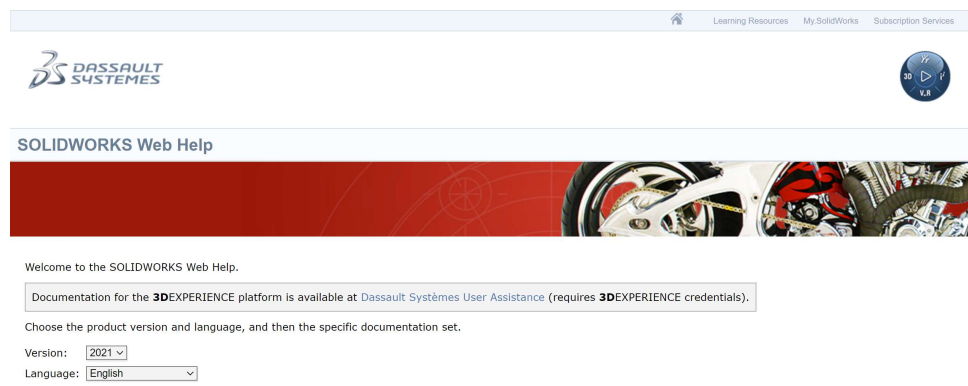 Learning Resources My.SolidWorks Subscription Services
DASSAULT
SYSTEMES
3D V.R
SOLIDWORKS Web Help
Welcome to the SOLIDWORKS Web Help.
Documentation for the 3DEXPERIENCE platform is available at Dassault Systèmes User Assistance (requires 3DEXPERIENCE credentials).
Choose the product version and language, and then the specific documentation set.
Version: 2021
Language: English